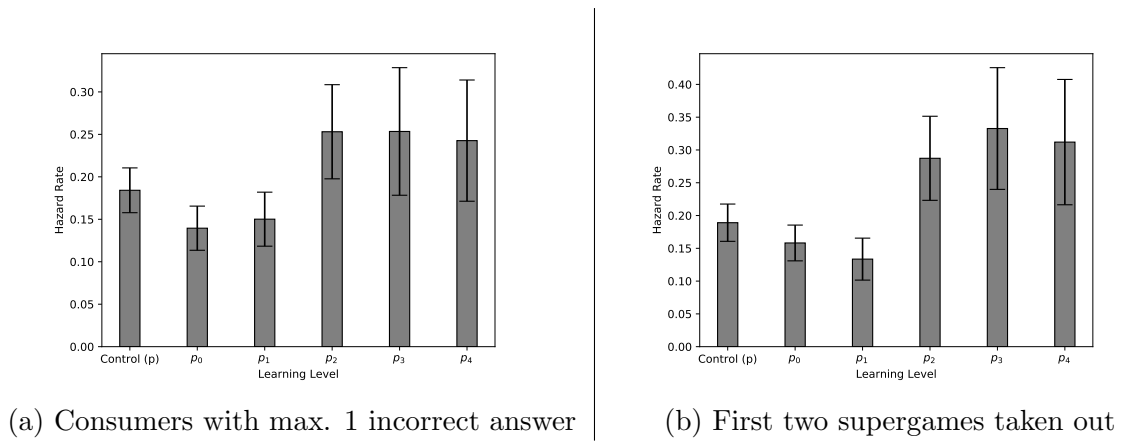 Hazard Rate
0.30
0.25
0.20
0.15
0.10
0.05
0.00
Control (p) p₀ p₁ p₂ p₃ p₄
Learning Level
(a) Consumers with max. 1 incorrect answer
Hazard Rate
0.40
0.35
0.30
0.25
0.20
0.15
0.10
0.05
0.00
Control (p) p₀ p₁ p₂ p₃ p₄
Learning Level
(b) First two supergames taken out